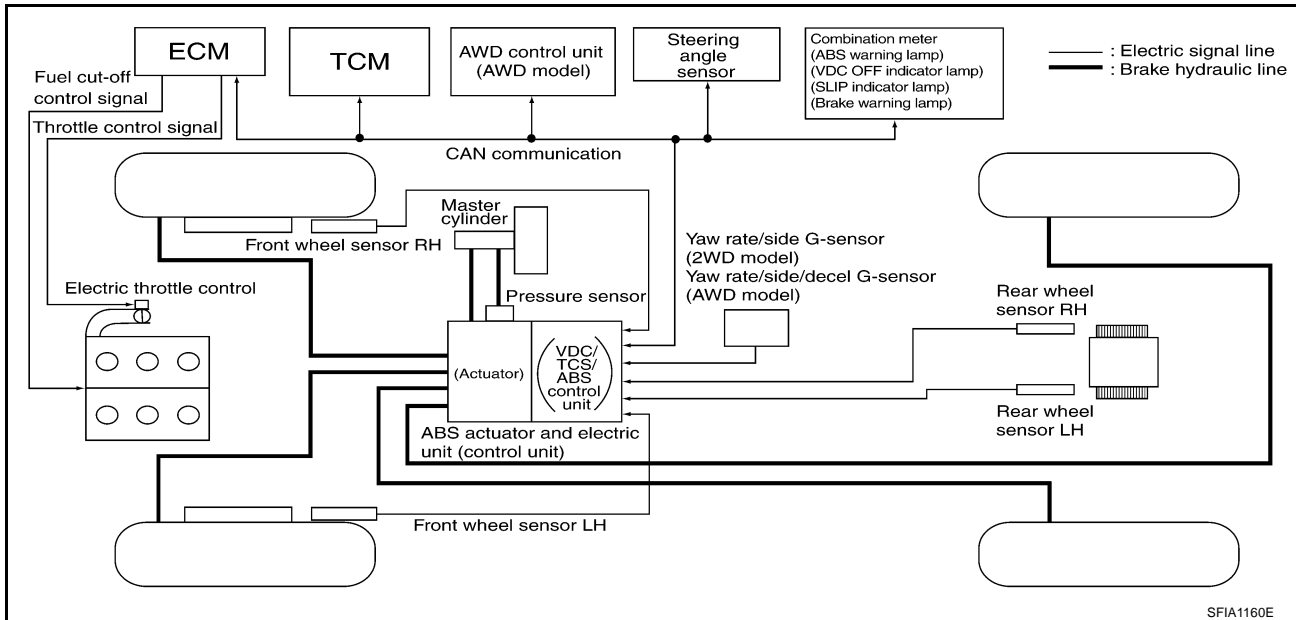 ECM
TCM
AWD control unit
(AWD model)
Steering
angle
sensor
Combination meter
(ABS warning lamp)
(VDC OFF indicator lamp)
(SLIP indicator lamp)
(Brake warning lamp)
: Electric signal line
: Brake hydraulic line
Fuel cut-off
control signal
Throttle control signal
CAN communication
Master
cylinder
Front wheel sensor RH
Yaw rate/side G-sensor
(2WD model)
Yaw rate/side/decel G-sensor
(AWD model)
Electric throttle control
Pressure sensor
Rear wheel
sensor RH
(Actuator)
VDC/
TCS/
ABS
control
unit
Rear wheel
sensor LH
ABS actuator and electric
unit (control unit)
Front wheel sensor LH
SFIA1160E